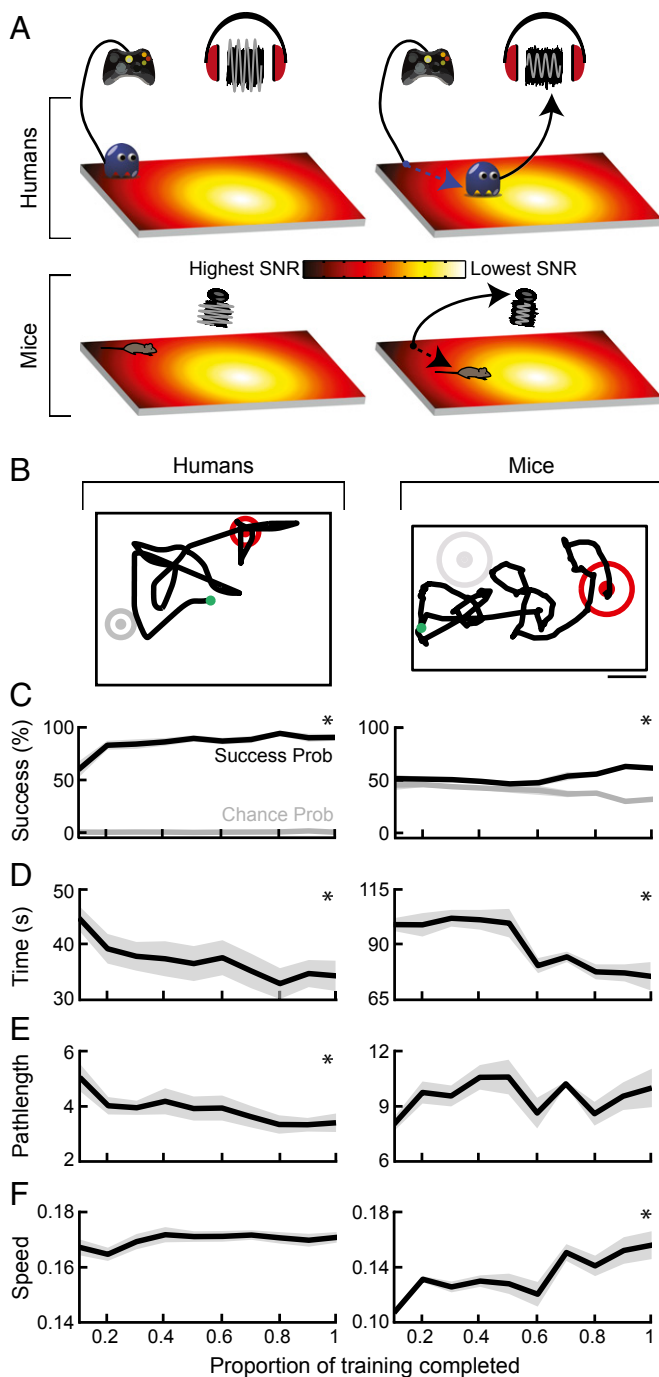 A
Humans
Highest SNR
Lowest SNR
Mice
B
Humans
Mice
C
Success (%)
100
50
0
*
Success Prob
Chance Prob
100
50
0
*
D
Time (s)
50
40
30
*
115
90
65
*
E
Pathlength
6
4
2
*
12
9
6
F
Speed
0.18
0.16
0.14
0.18
0.14
0.10
*
0.2 0.4 0.6 0.8 1
0.2 0.4 0.6 0.8 1
Proportion of training completed